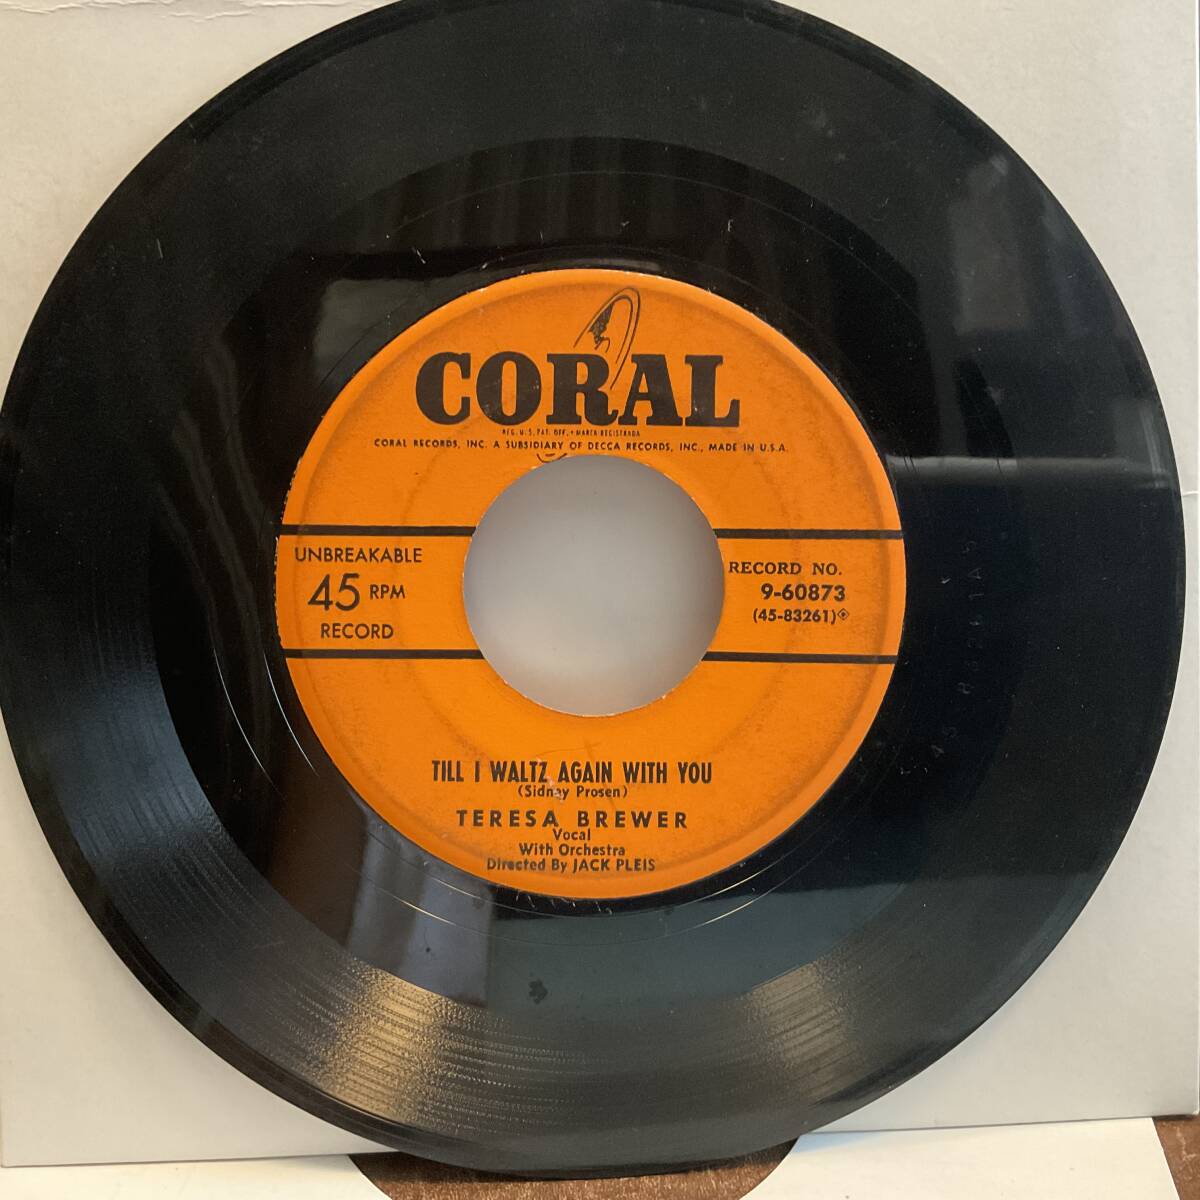 CORAL
REG. U.S. PAT. OFF. • MARCA REGISTRADA
CORAL RECORDS, INC. A SUBSIDIARY OF DECCA RECORDS, INC., MADE IN U.S.A.
UNBREAKABLE
45 RPM
RECORD
RECORD NO.
9-60873
(45-83261)
TILL I WALTZ AGAIN WITH YOU
(Sidney Prosen)
TERESA BREWER
Vocal
With Orchestra
Directed By JACK PLEIS